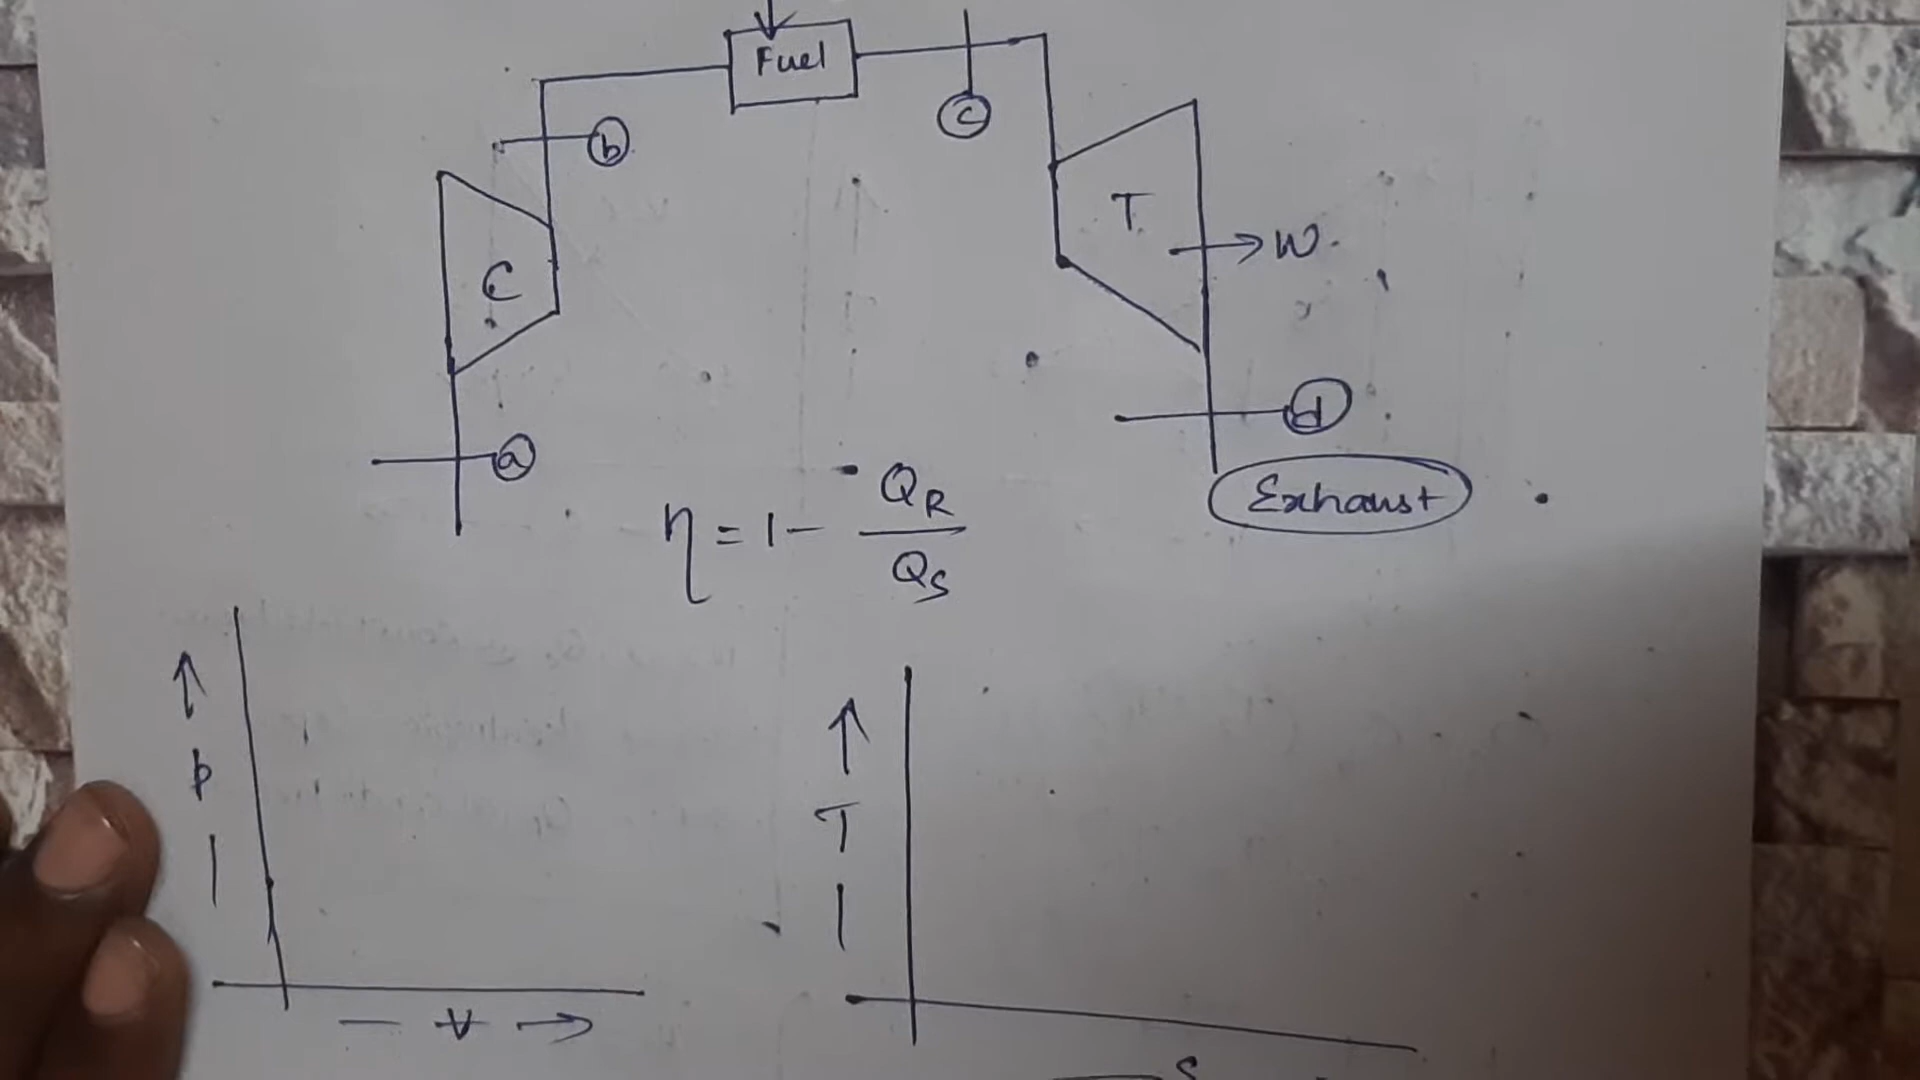 Fuel
b
c
C
T
W.
a
d
Exhaust
η = 1 - QR/QS
↑ p |
— V →
↑ T |
— S